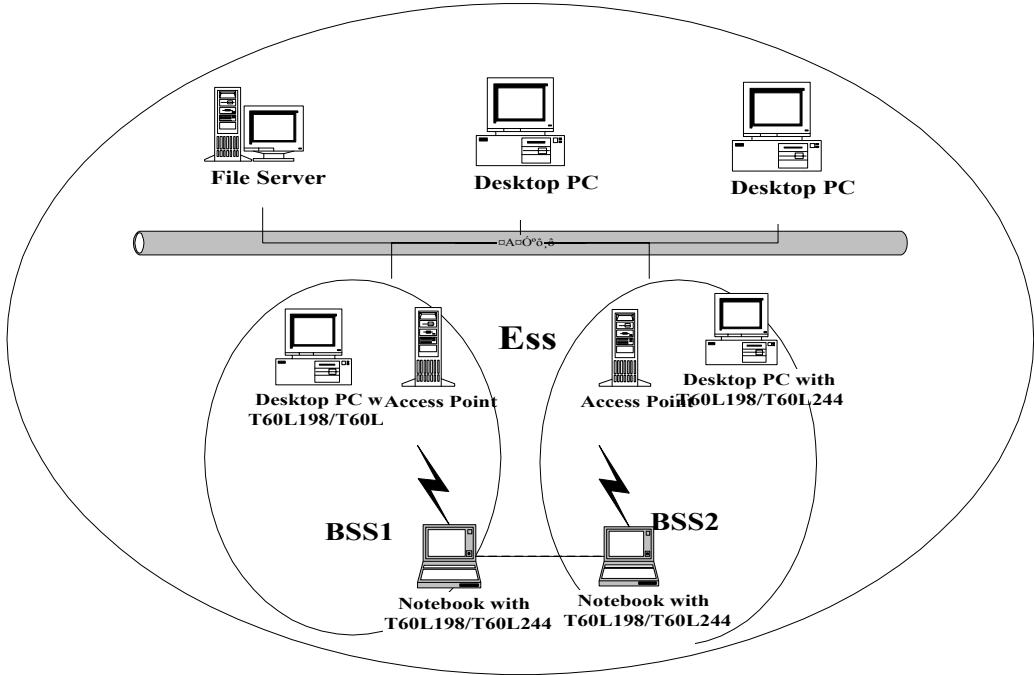 File Server
Desktop PC
Desktop PC
¤A¤Óºô¸ô
Ess
Desktop PC w
T60L198/T60L
Access Point
Access Point
Desktop PC with
T60L198/T60L244
BSS1
BSS2
Notebook with
T60L198/T60L244
Notebook with
T60L198/T60L244